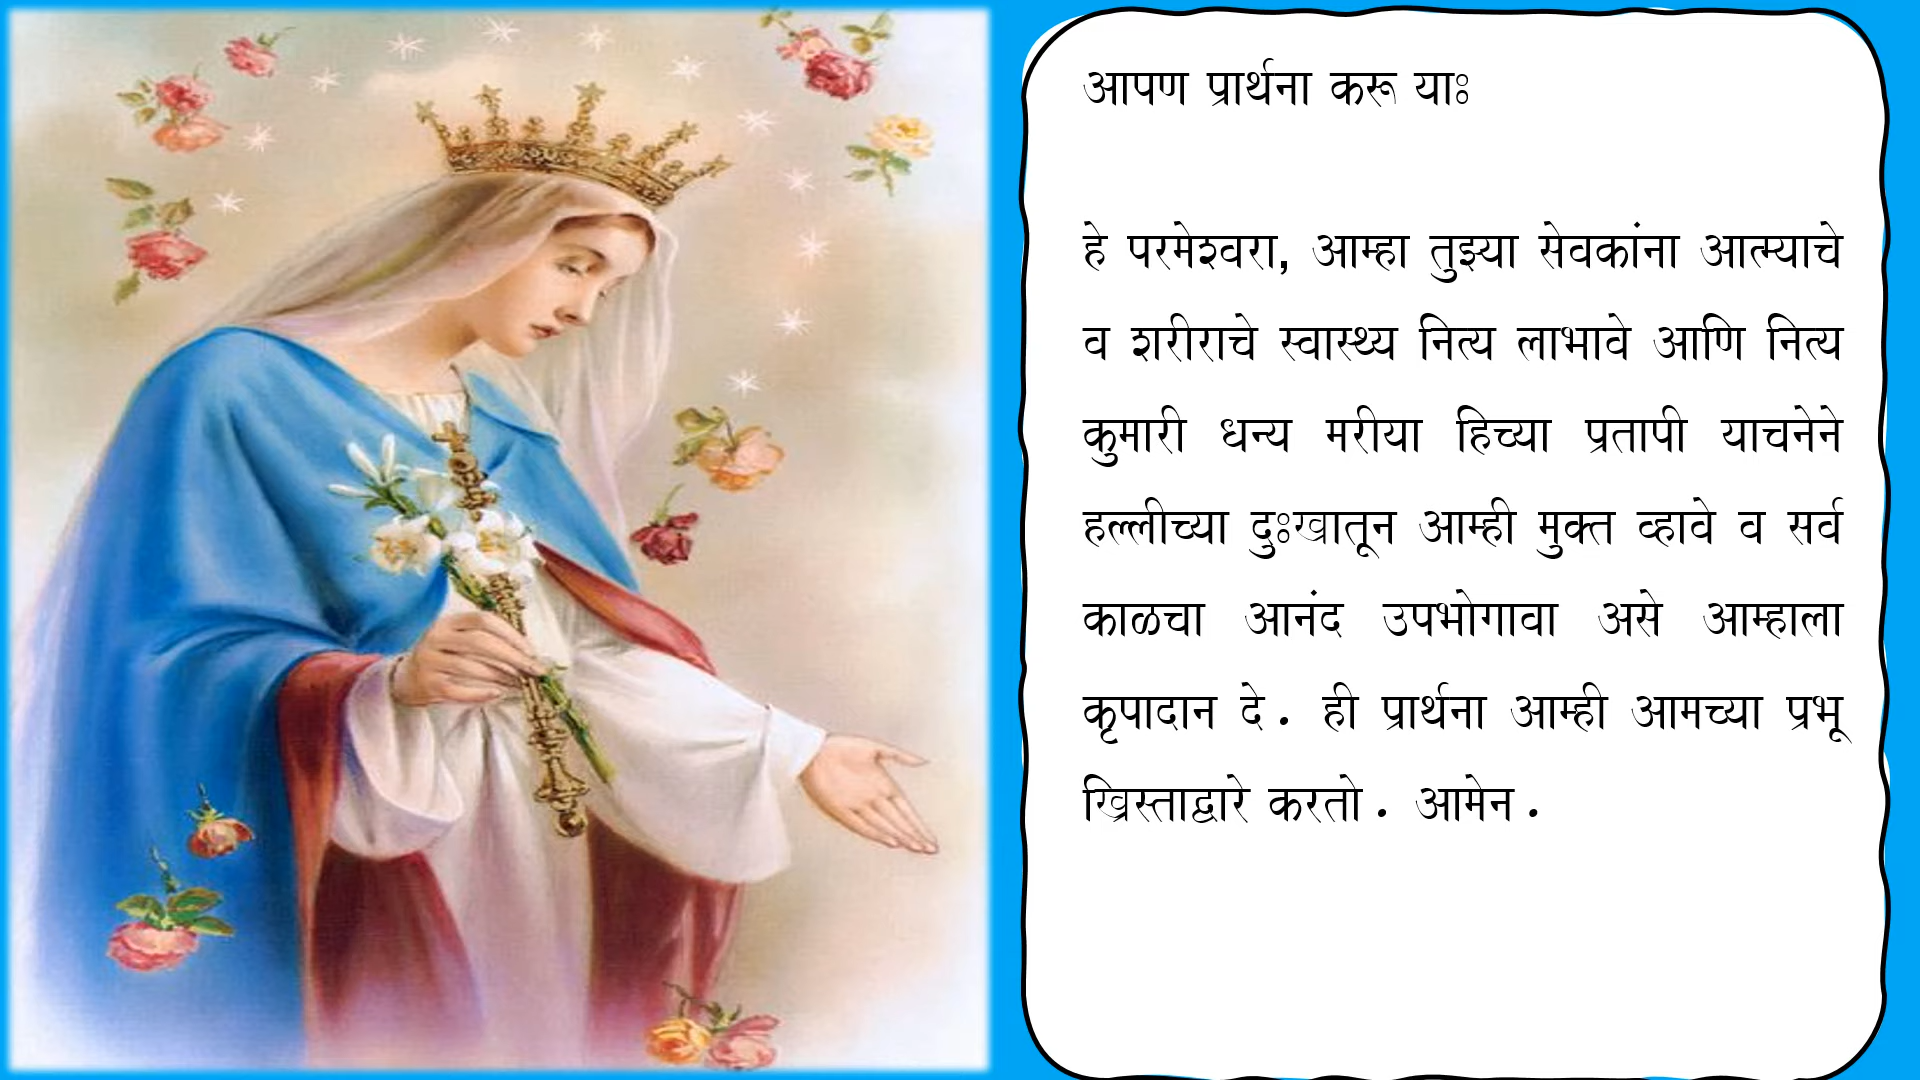 आपण प्रार्थना करू याः
हे परमेश्वरा, आम्हा तुझ्या सेवकांना आत्म्याचे
व शरीराचे स्वास्थ्य नित्य लाभावे आणि नित्य
कुमारी धन्य मरीया हिच्या प्रतापी याचनेने
हल्लीच्या दुःखातून आम्ही मुक्त व्हावे व सर्व
काळचा आनंद उपभोगावा असे आम्हाला
कृपादान दे. ही प्रार्थना आम्ही आमच्या प्रभू
ख्रिस्ताद्वारे करतो. आमेन.